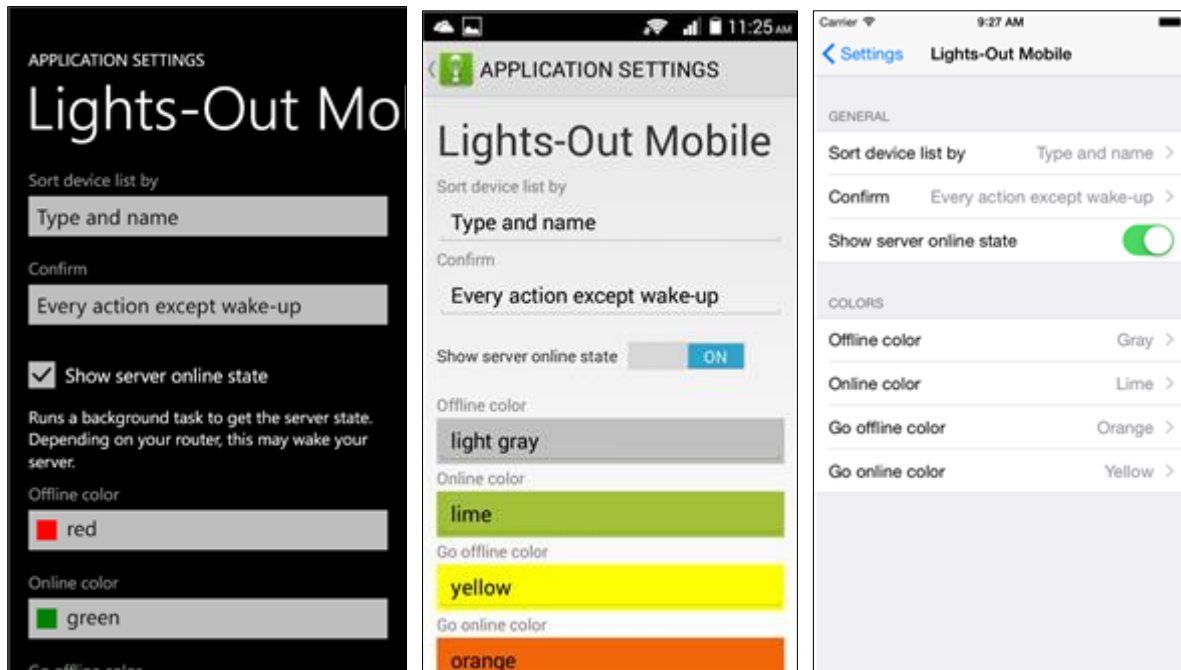 APPLICATION SETTINGS
Lights-Out Mo
Sort device list by
Type and name
Confirm
Every action except wake-up
Show server online state
Runs a background task to get the server state.
Depending on your router, this may wake your
server.
Offline color
red
Online color
green
Go offline color
11:25 AM
APPLICATION SETTINGS
Lights-Out Mobile
Sort device list by
Type and name
Confirm
Every action except wake-up
Show server online state ON
Offline color
light gray
Online color
lime
Go offline color
yellow
Go online color
orange
Carrier 9:27 AM
Settings Lights-Out Mobile
GENERAL
Sort device list by Type and name
Confirm Every action except wake-up
Show server online state
COLORS
Offline color Gray
Online color Lime
Go offline color Orange
Go online color Yellow